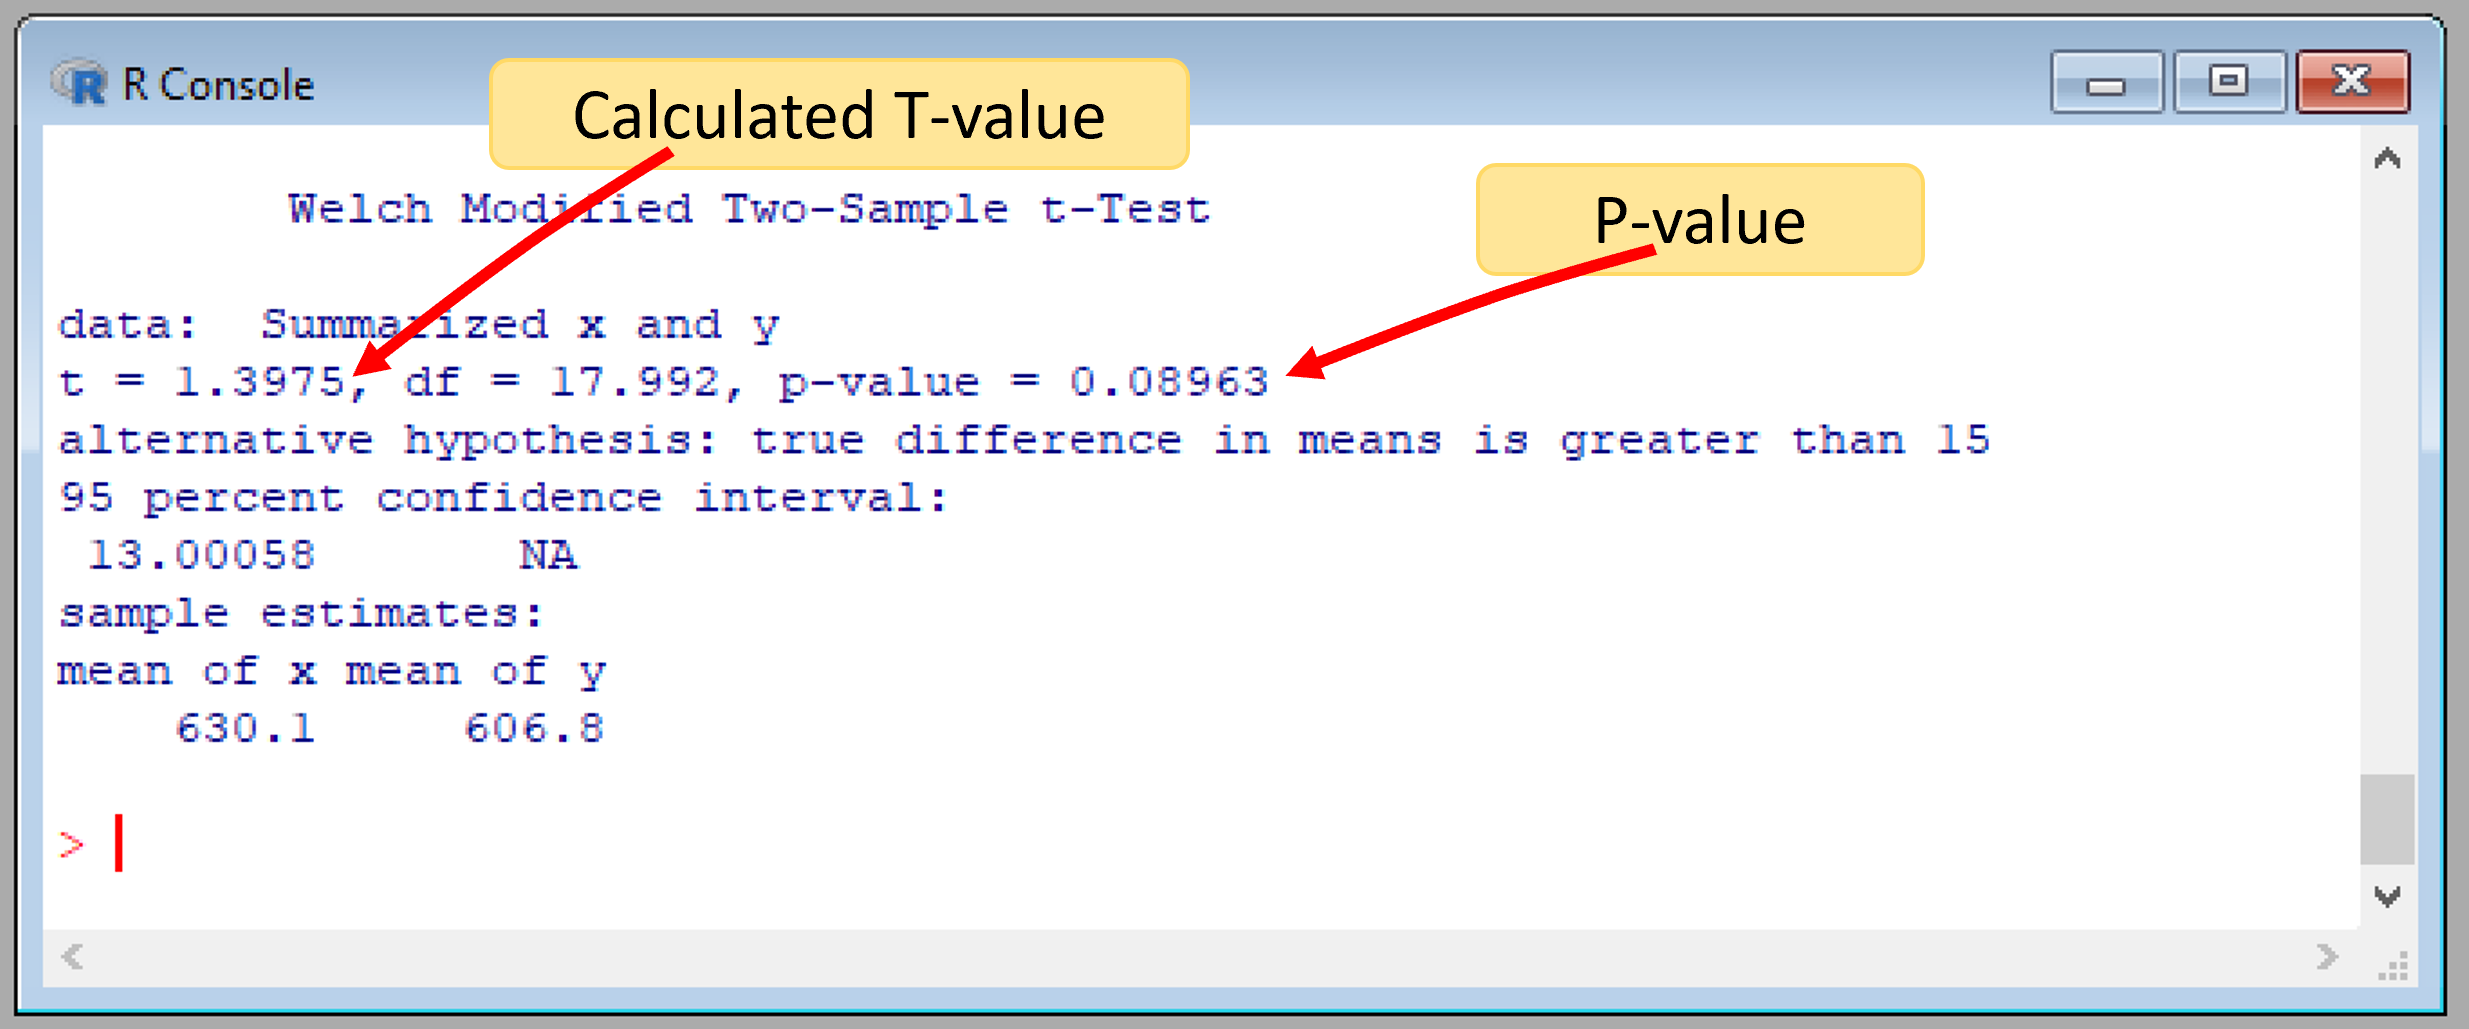 R Console
Calculated T-value
P-value
Welch Modified Two-Sample t-Test
data:  Summarized x and y
t = 1.3975, df = 17.992, p-value = 0.08963
alternative hypothesis: true difference in means is greater than 15
95 percent confidence interval:
 13.00058       NA
sample estimates:
mean of x mean of y
    630.1     606.8
>